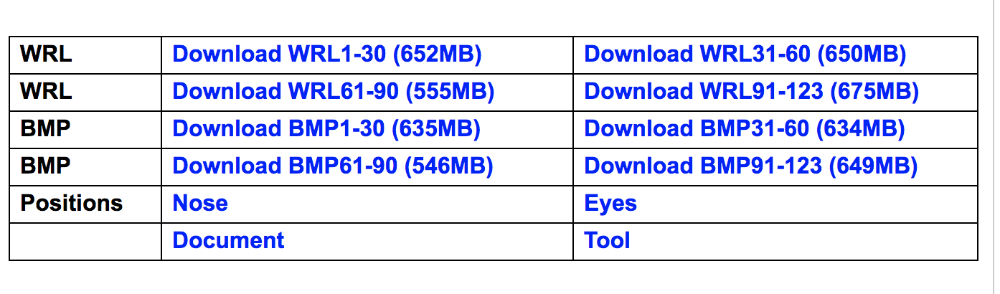 WRL Download WRL1-30 (652MB) Download WRL31-60 (650MB)
WRL Download WRL61-90 (555MB) Download WRL91-123 (675MB)
BMP Download BMP1-30 (635MB) Download BMP31-60 (634MB)
BMP Download BMP61-90 (546MB) Download BMP91-123 (649MB)
Positions Nose Eyes
Document Tool